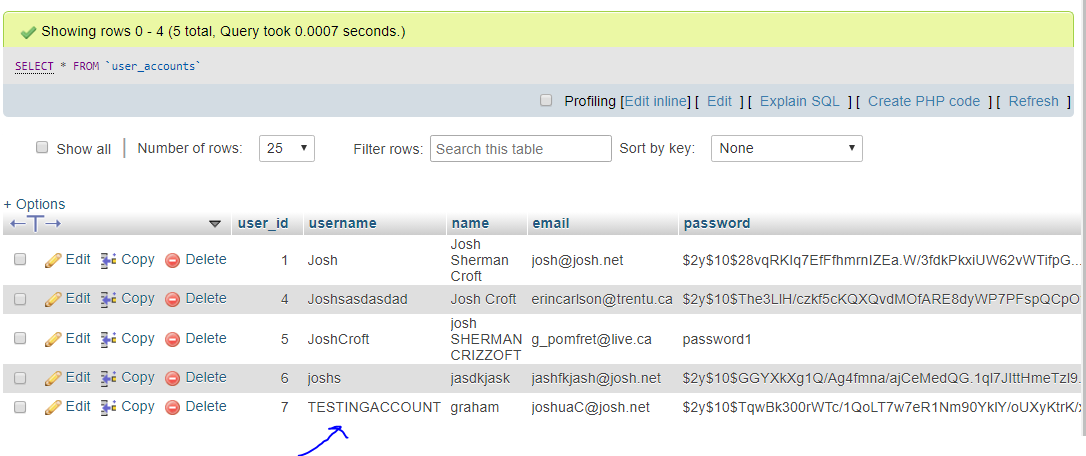 Showing rows 0 - 4 (5 total, Query took 0.0007 seconds.)
SELECT * FROM `user_accounts`
Profiling [Edit inline] [ Edit ] [ Explain SQL ] [ Create PHP code ] [ Refresh ]
Show all | Number of rows: 25 Filter rows: Search this table Sort by key: None
+ Options
←T→ user_id username name email password
Edit Copy Delete 1 Josh Josh Sherman Croft josh@josh.net $2y$10$28vqRKIq7EfFfhmrnIZEa.W/3fdkPkxiUW62vWTifpG...
Edit Copy Delete 4 Joshsasdasdad Josh Croft erincarlson@trentu.ca $2y$10$The3LIH/czkf5cKQXQvdMOfARE8dyWP7PFspQCpO
Edit Copy Delete 5 JoshCroft josh SHERMAN CRIZZOFT g_pomfret@live.ca password1
Edit Copy Delete 6 joshs jasdkjask jashfkjash@josh.net $2y$10$GGYXkXg1Q/Ag4fmna/ajCeMedQG.1ql7JIttHmeTzl9.
Edit Copy Delete 7 TESTINGACCOUNT graham joshuaC@josh.net $2y$10$TqwBk300rWTc/1QoLT7w7eR1Nm90YklY/oUXyKtrK/